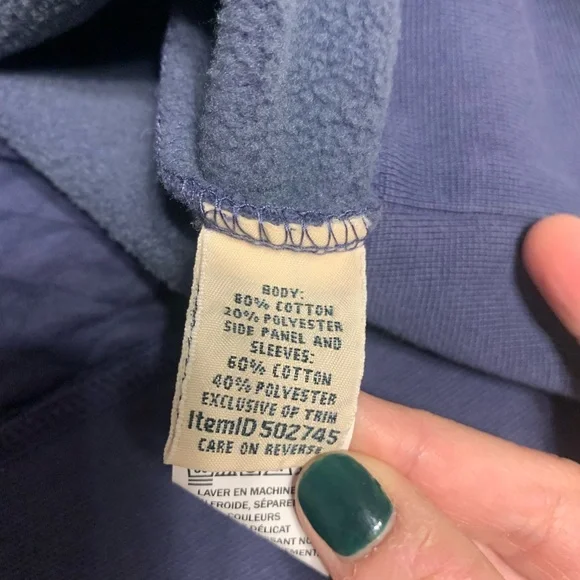 BODY:
80% COTTON
20% POLYESTER
SIDE PANEL AND
SLEEVES:
60% COTTON
40% POLYESTER
EXCLUSIVE OF TRIM
ItemID 502745
CARE ON REVERSE
LAVER EN MACHINE
COULEURS
DÉLICAT